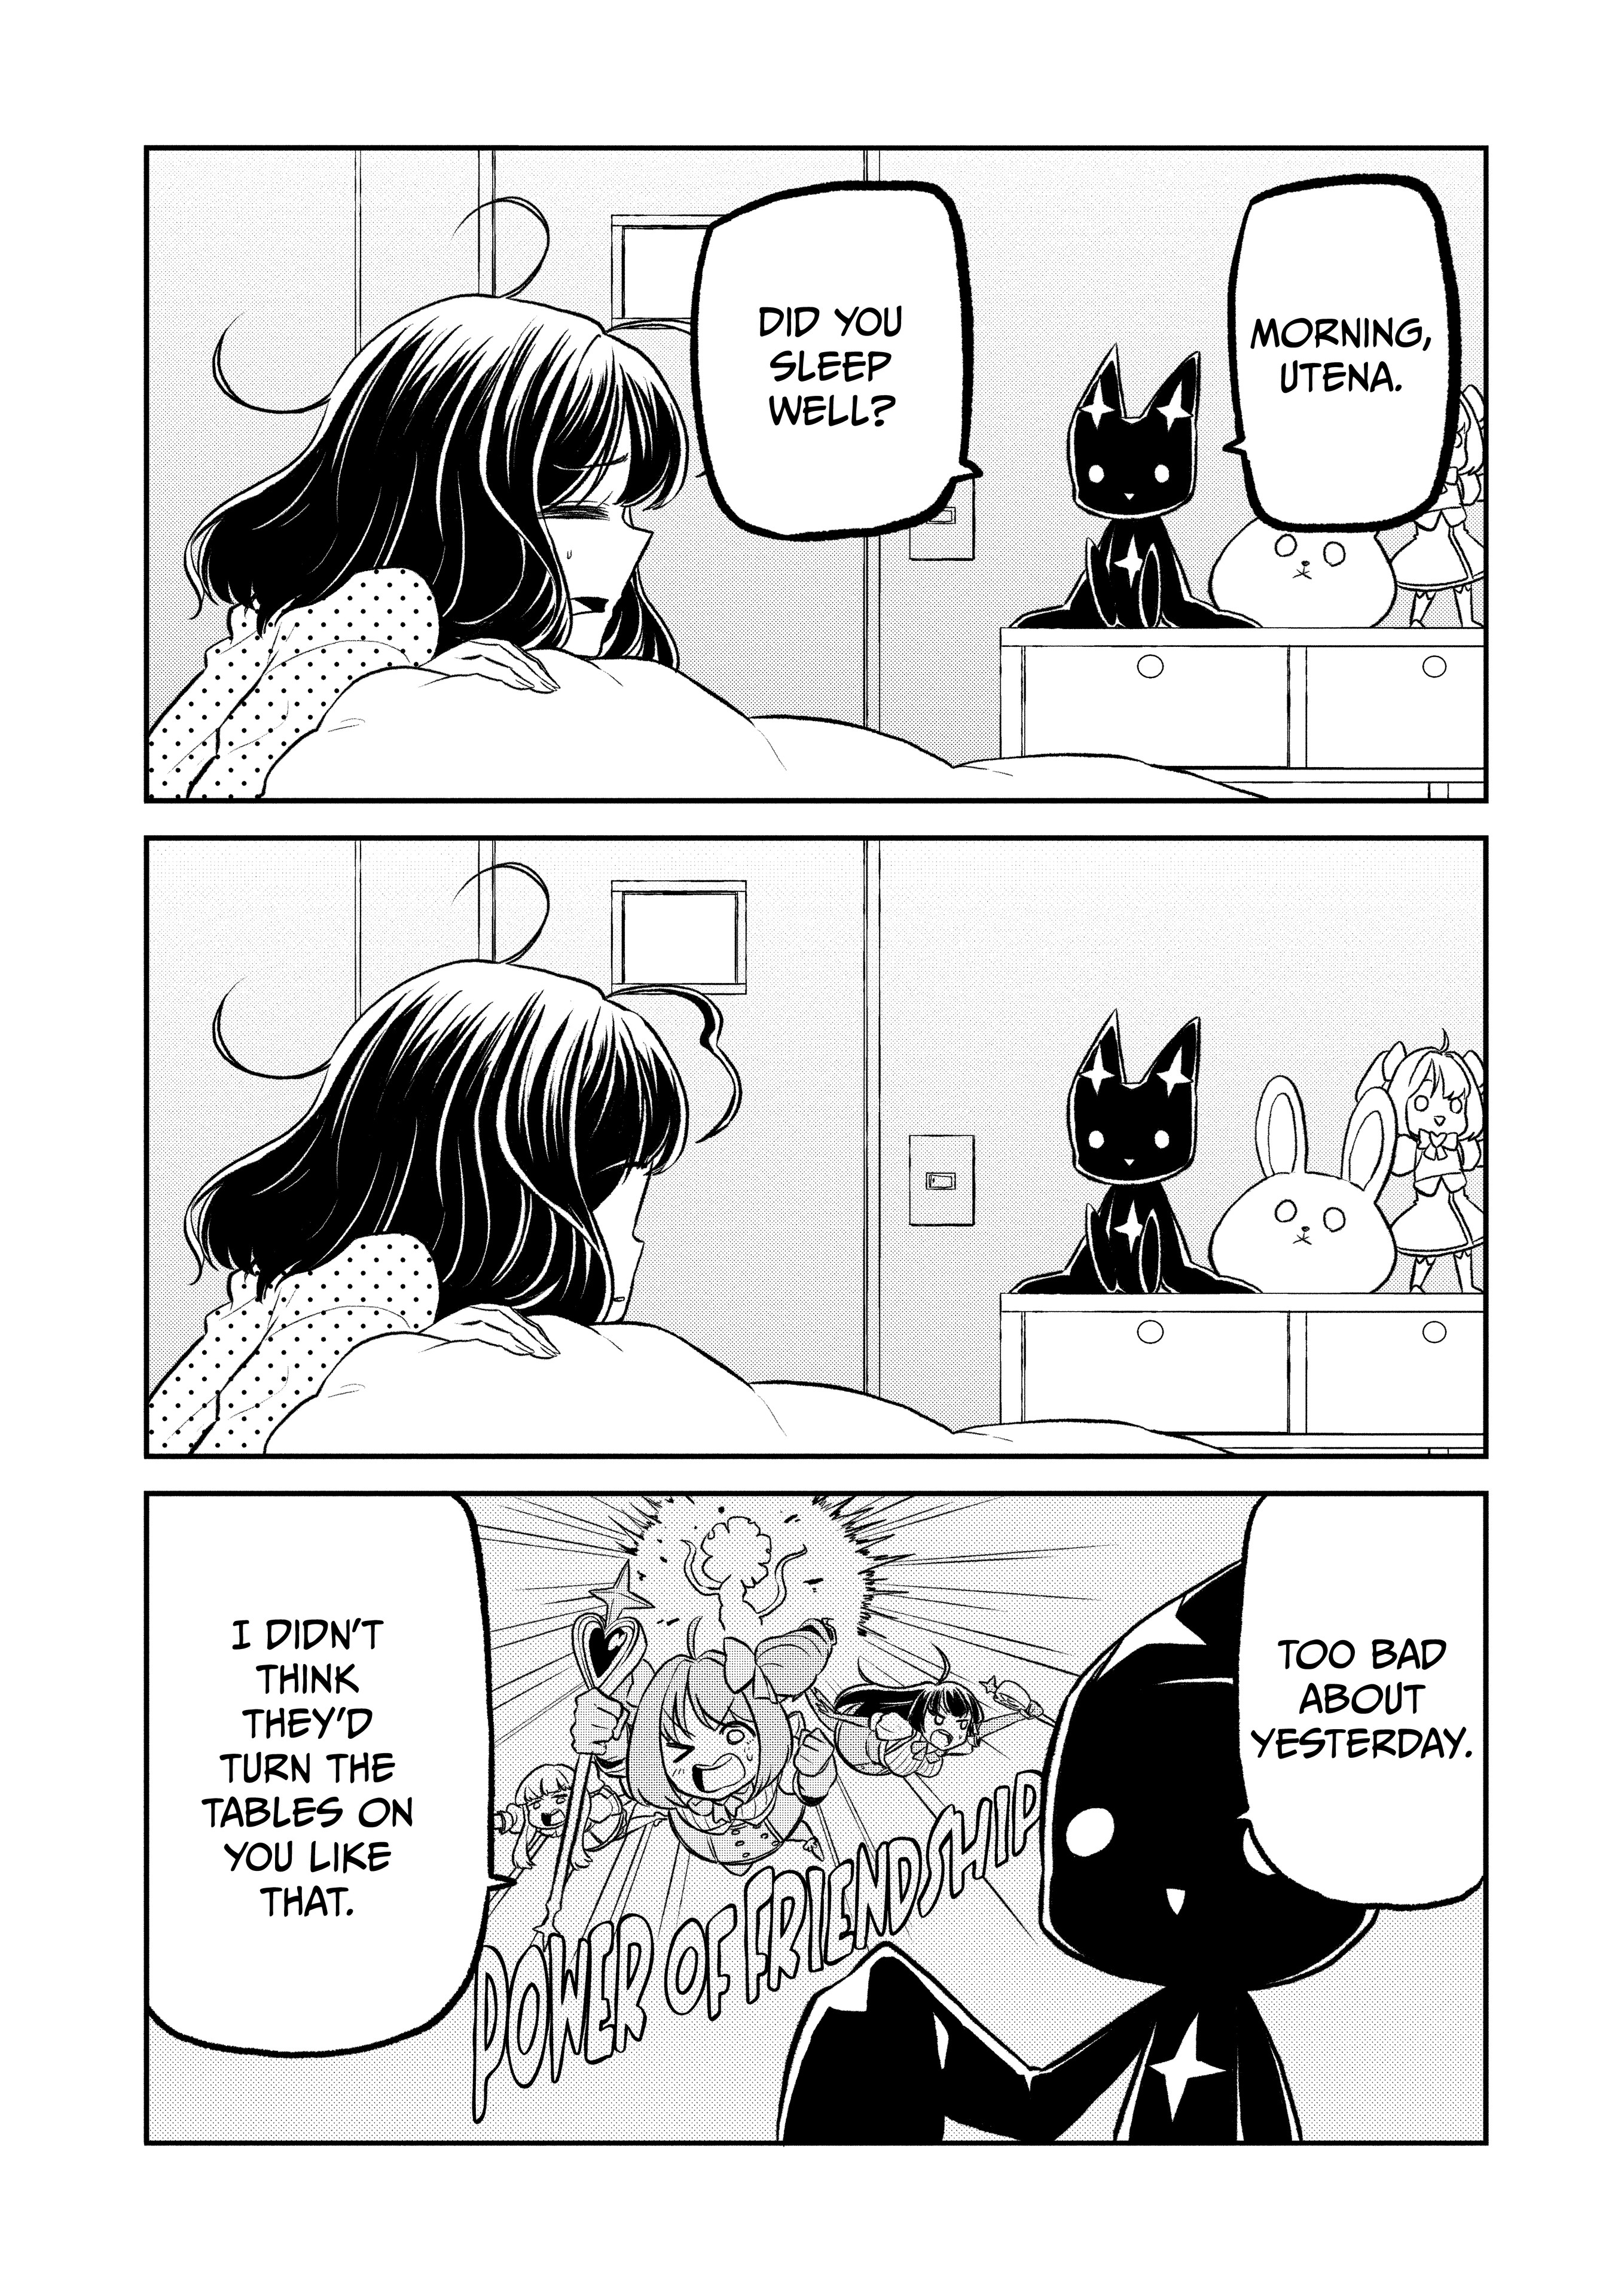 MORNING,
UTENA.
DID YOU
SLEEP
WELL?
TOO BAD
ABOUT
YESTERDAY.
POWER OF FRIENDSHIP
I DIDN'T
THINK
THEY'D
TURN THE
TABLES ON
YOU LIKE
THAT.